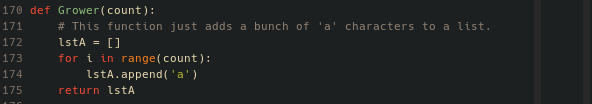 170 def Grower(count):
171     # This function just adds a bunch of 'a' characters to a list.
172     lstA = []
173     for i in range(count):
174         lstA.append('a')
175     return lstA